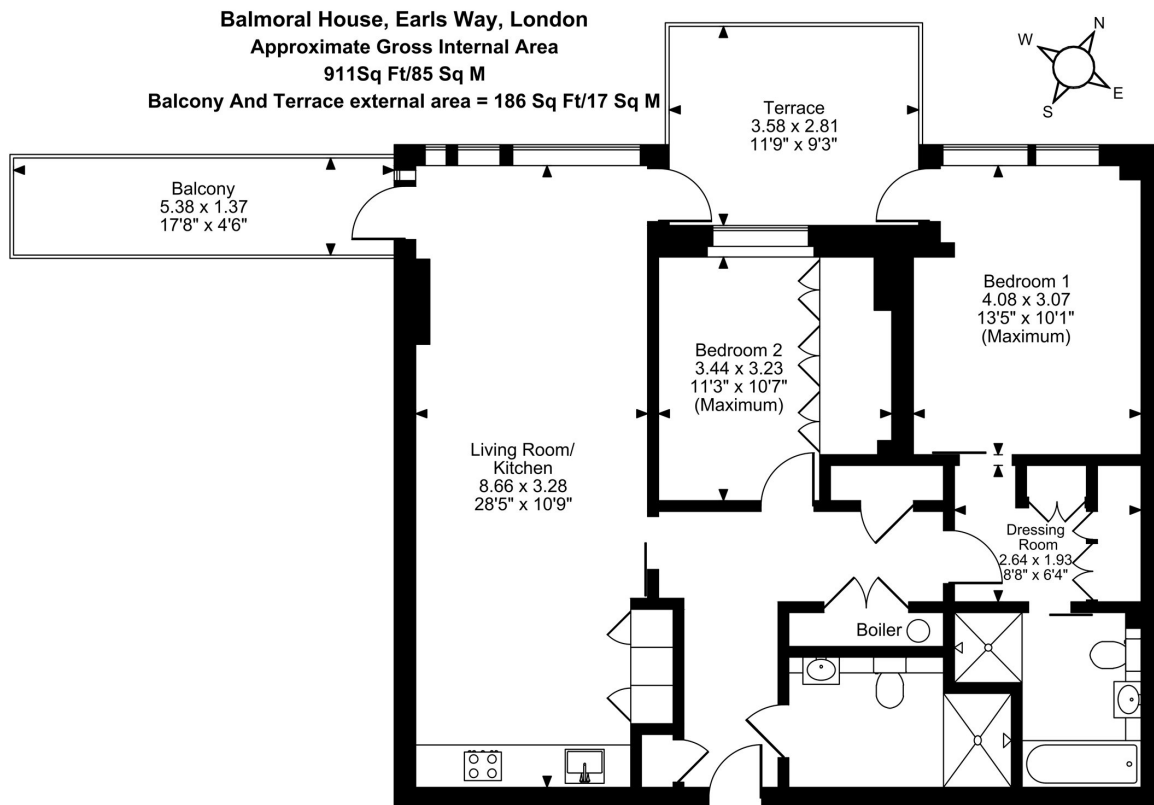 Balmoral House, Earls Way, London
Approximate Gross Internal Area
911Sq Ft/85 Sq M
Balcony And Terrace external area = 186 Sq Ft/17 Sq M
N
W
E
S
Terrace
3.58 x 2.81
11'9" x 9'3"
Balcony
5.38 x 1.37
17'8" x 4'6"
Bedroom 1
4.08 x 3.07
13'5" x 10'1"
(Maximum)
Bedroom 2
3.44 x 3.23
11'3" x 10'7"
(Maximum)
Living Room/
Kitchen
8.66 x 3.28
28'5" x 10'9"
Dressing
Room
2.64 x 1.93
8'8" x 6'4"
Boiler